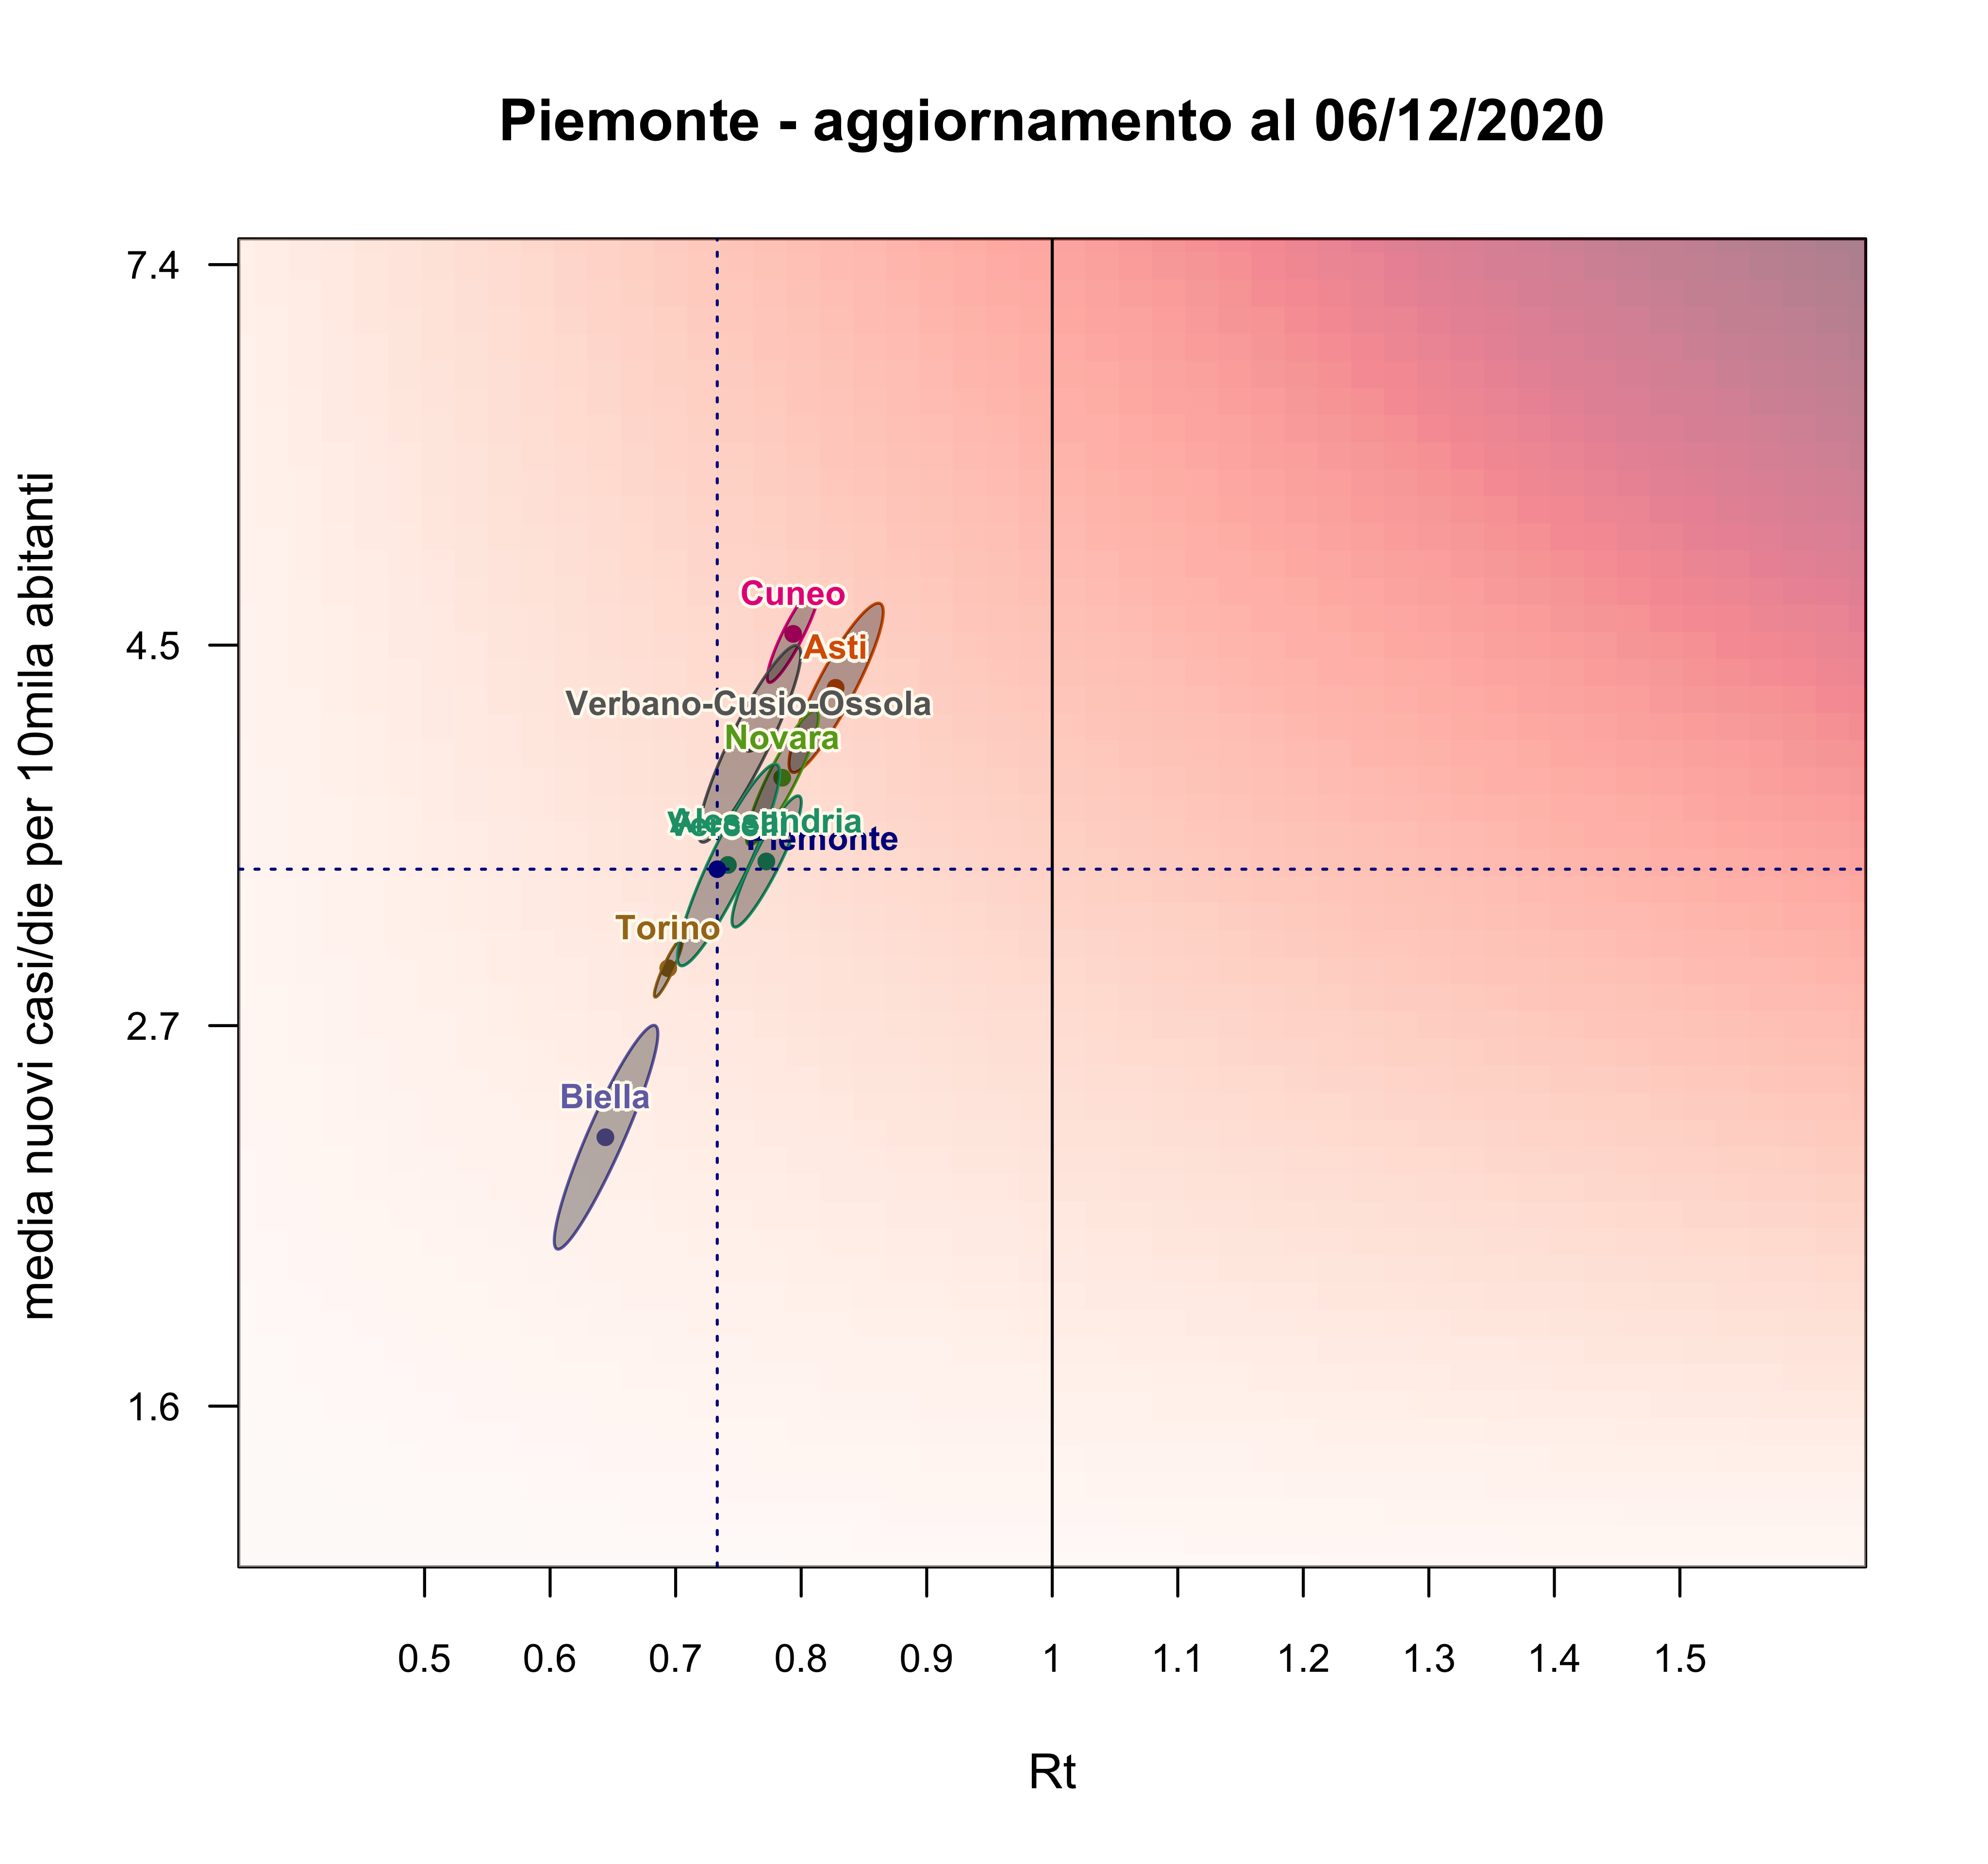 Piemonte - aggiornamento al 06/12/2020
media nuovi casi/die per 10mila abitanti
7.4
4.5
2.7
1.6
Cuneo
Asti
Verbano-Cusio-Ossola
Novara
Vercelli
Alessandria
Piemonte
Torino
Biella
0.5 0.6 0.7 0.8 0.9 1 1.1 1.2 1.3 1.4 1.5
Rt